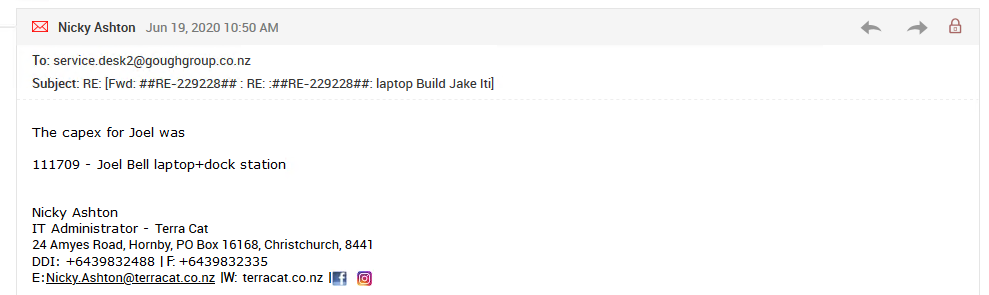 Nicky Ashton Jun 19, 2020 10:50 AM
To: service.desk2@goughgroup.co.nz
Subject: RE: [Fwd: ##RE-229228## : RE: :##RE-229228##: laptop Build Jake Iti]
The capex for Joel was
111709 - Joel Bell laptop+dock station
Nicky Ashton
IT Administrator - Terra Cat
24 Amyes Road, Hornby, PO Box 16168, Christchurch, 8441
DDI: +6439832488 | F: +6439832335
E:Nicky.Ashton@terracat.co.nz |W: terracat.co.nz |